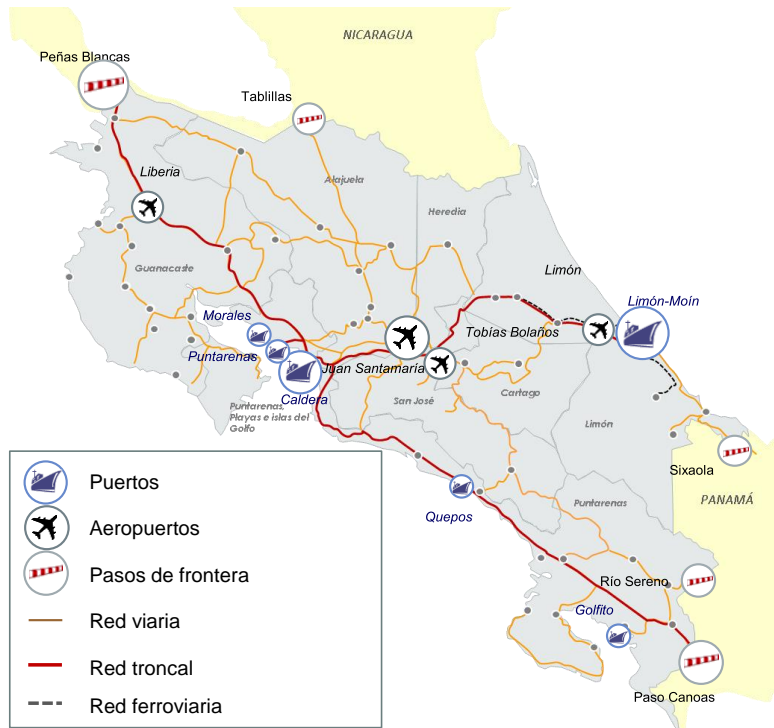 NICARAGUA
Peñas Blancas
Tablillas
Liberia
Alajuela
Heredia
Guanacaste
Limón
Limón-Moín
Morales
Tobías Bolaños
Puntarenas
Juan Santamaría
Caldera
San José
Cartago
Puntarenas,
Playas e islas del
Golfo
Limón
Sixaola
PANAMÁ
Puntarenas
Quepos
Río Sereno
Golfito
Paso Canoas
Puertos
Aeropuertos
Pasos de frontera
Red viaria
Red troncal
Red ferroviaria